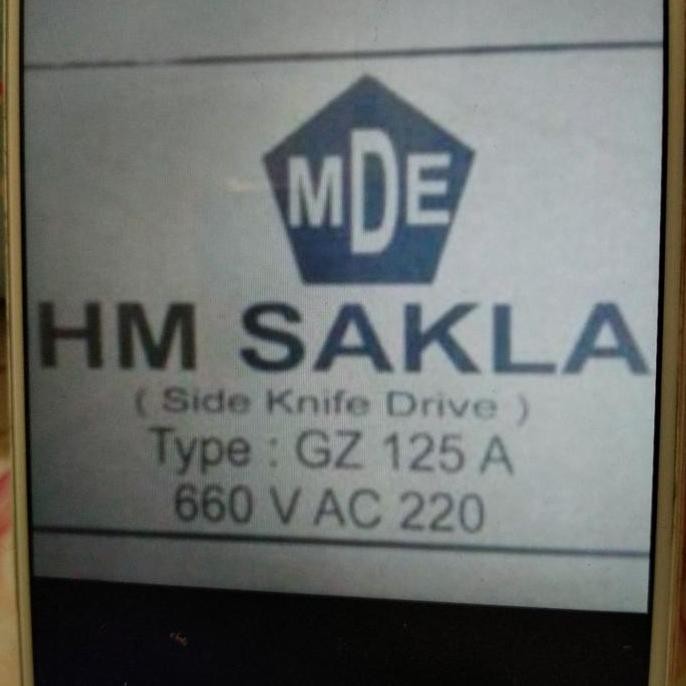 MDE
HM SAKLA
( Side Knife Drive )
Type : GZ 125 A
660 V AC 220